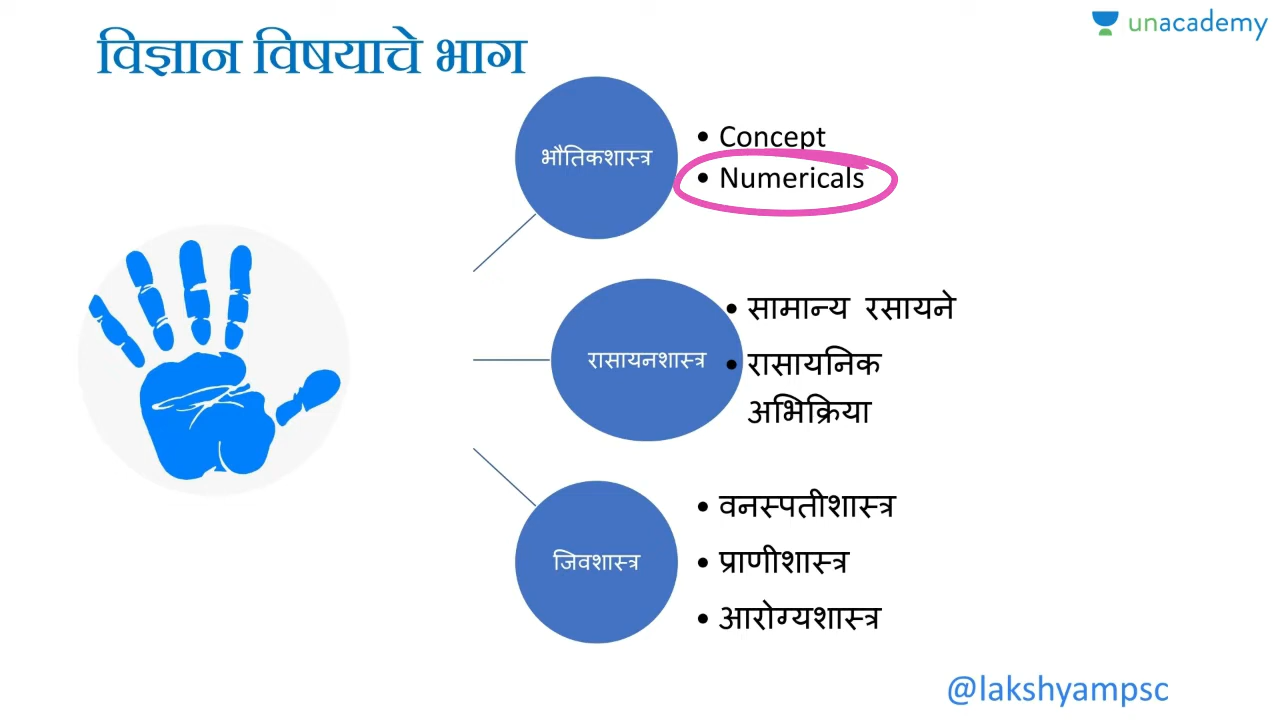 विज्ञान विषयाचे भाग
unacademy
भौतिकशास्त्र
• Concept
• Numericals
रासायनशास्त्र
• सामान्य रसायने
• रासायनिक
अभिक्रिया
जिवशास्त्र
• वनस्पतीशास्त्र
• प्राणीशास्त्र
• आरोग्यशास्त्र
@lakshyampsc